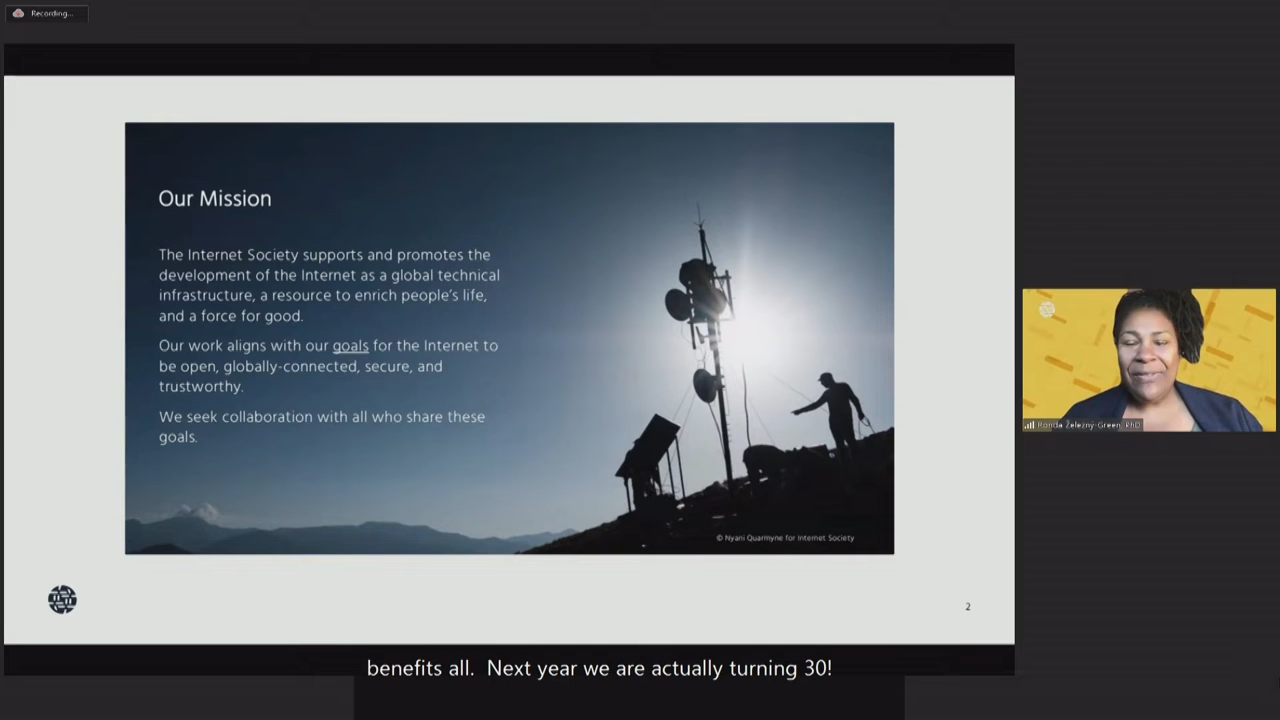 Recording...
Our Mission
The Internet Society supports and promotes the
development of the Internet as a global technical
infrastructure, a resource to enrich people's life,
and a force for good.
Our work aligns with our goals for the Internet to
be open, globally-connected, secure, and
trustworthy.
We seek collaboration with all who share these
goals.
© Nyani Quarmyne for Internet Society
2
Ronda Železný-Green, PhD
benefits all. Next year we are actually turning 30!